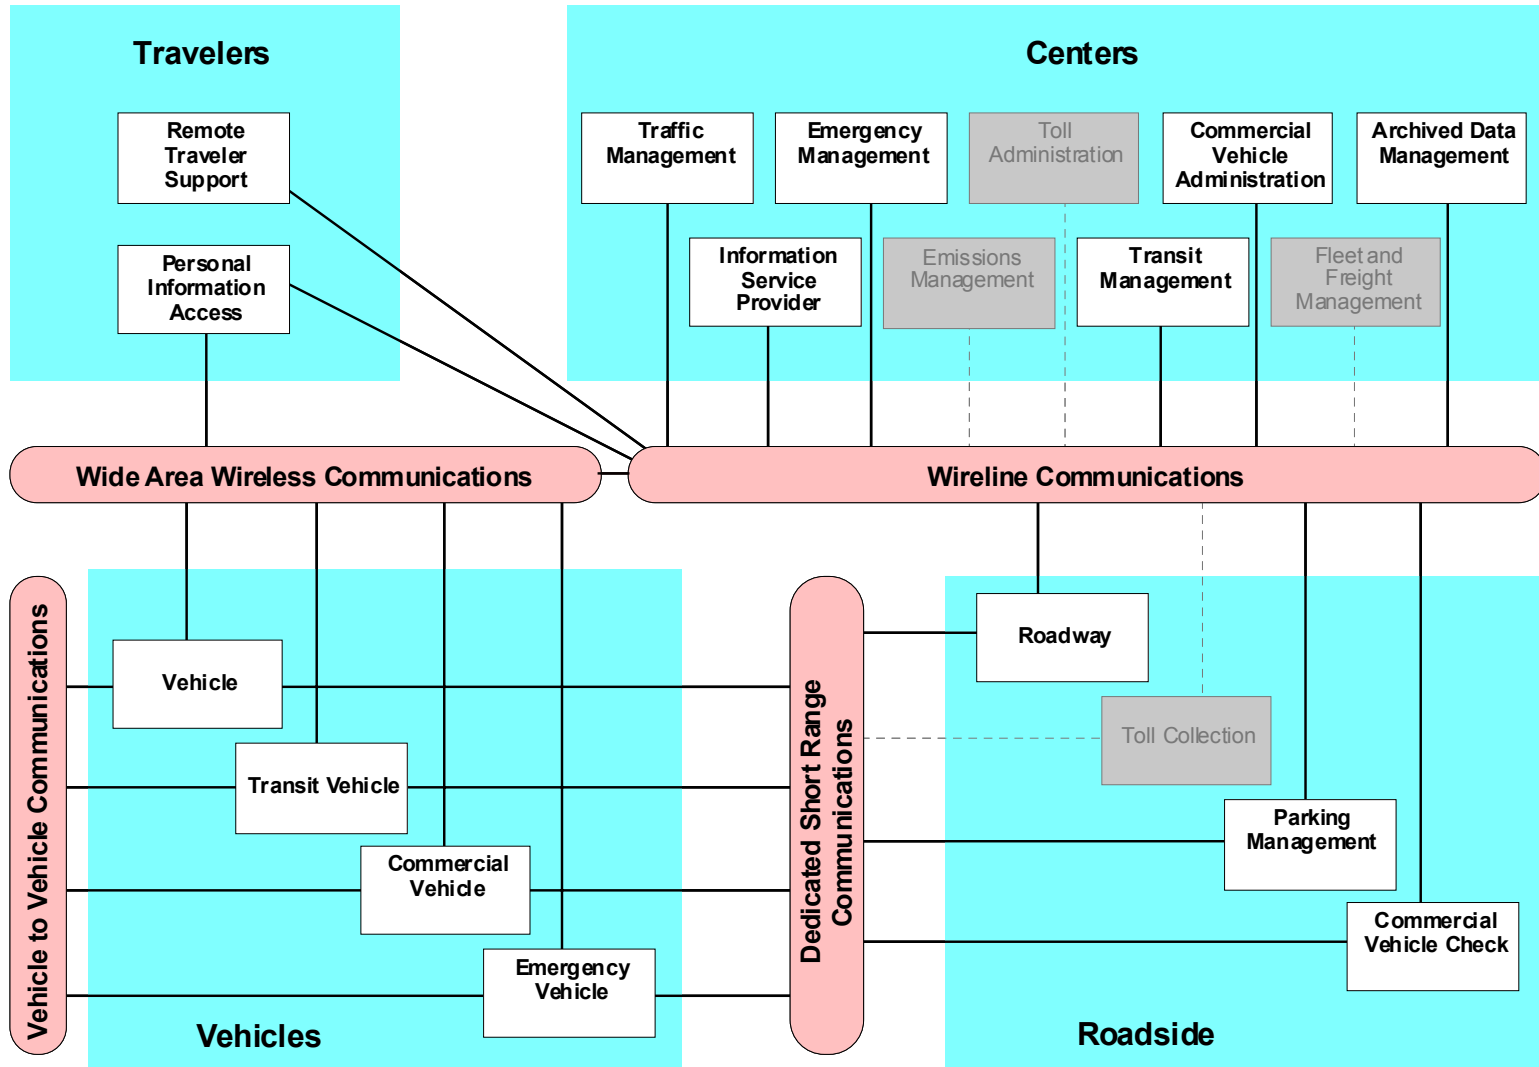 Travelers
Centers
Remote
Traveler
Support
Personal
Information
Access
Traffic
Management
Emergency
Management
Toll
Administration
Commercial
Vehicle
Administration
Archived Data
Management
Information
Service
Provider
Emissions
Management
Transit
Management
Fleet and
Freight
Management
Wide Area Wireless Communications
Wireline Communications
Vehicle to Vehicle Communications
Vehicle
Transit Vehicle
Commercial
Vehicle
Emergency
Vehicle
Vehicles
Dedicated Short Range
Communications
Roadway
Toll Collection
Parking
Management
Commercial
Vehicle Check
Roadside